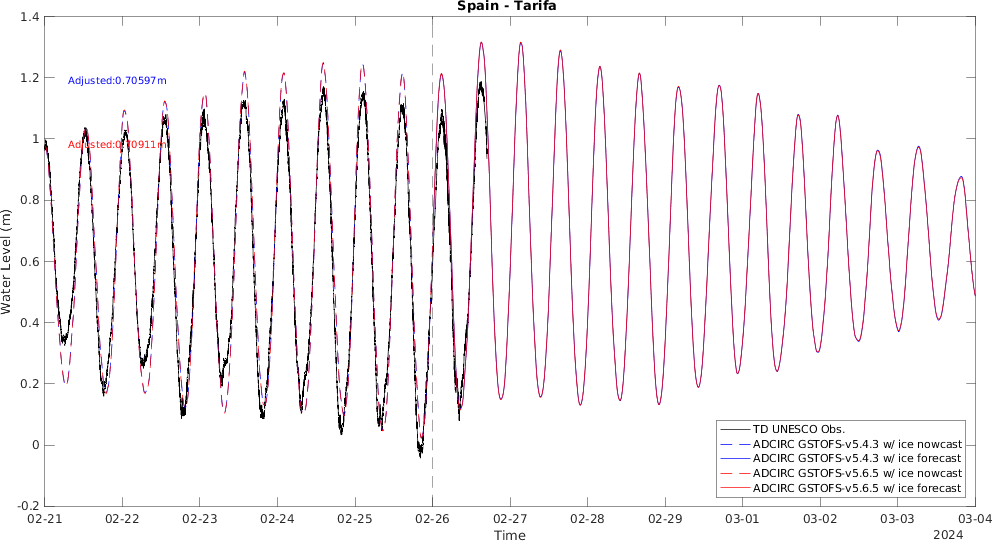 Spain - Tarifa
1.4
1.2
1
0.8
0.6
0.4
0.2
0
-0.2
Water Level (m)
Adjusted:0.70597m
Adjusted:0.70911m
TD UNESCO Obs.
ADCIRC GSTOFS-v5.4.3 w/ ice nowcast
ADCIRC GSTOFS-v5.4.3 w/ ice forecast
ADCIRC GSTOFS-v5.6.5 w/ ice nowcast
ADCIRC GSTOFS-v5.6.5 w/ ice forecast
02-21 02-22 02-23 02-24 02-25 02-26 02-27 02-28 02-29 03-01 03-02 03-03 03-04
Time
2024